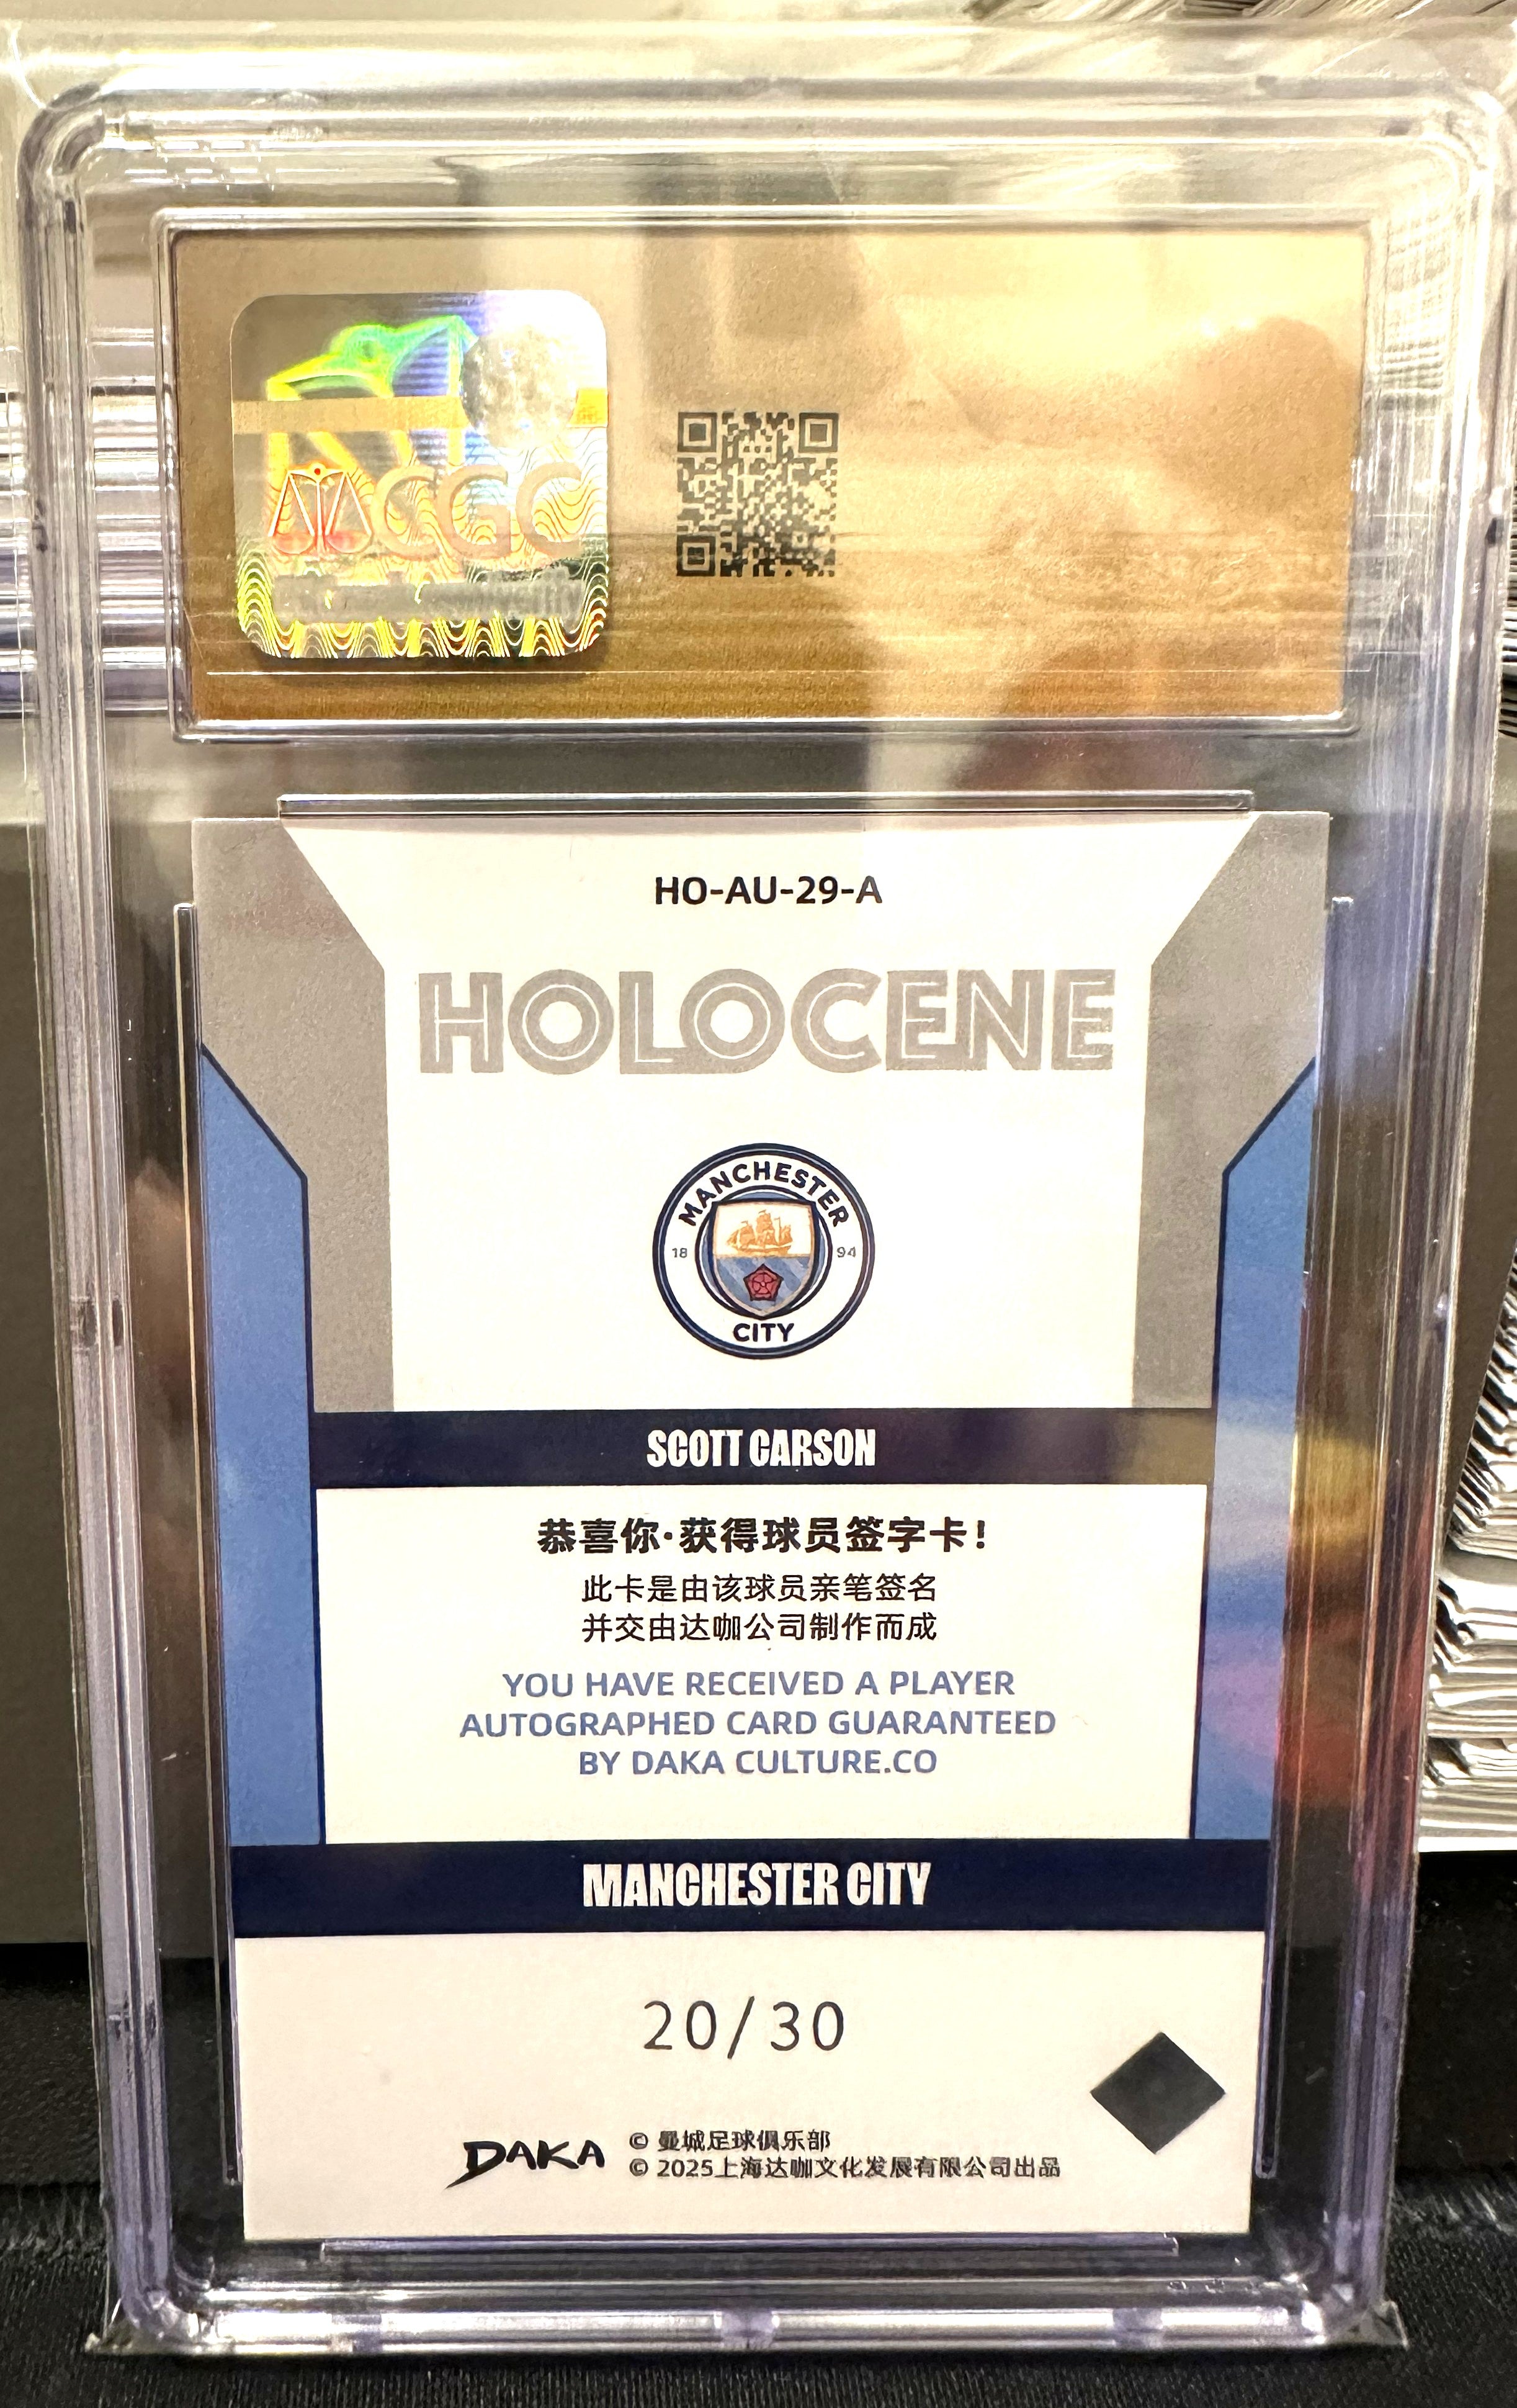 CGC
HO-AU-29-A
HOLOCENE
MANCHESTER
18 94
CITY
SCOTT CARSON
恭喜你·获得球员签字卡!
此卡是由该球员亲笔签名
并交由达咖公司制作而成
YOU HAVE RECEIVED A PLAYER
AUTOGRAPHED CARD GUARANTEED
BY DAKA CULTURE.CO
MANCHESTER CITY
20/30
DAKA
© 曼城足球俱乐部
© 2025上海达咖文化发展有限公司出品